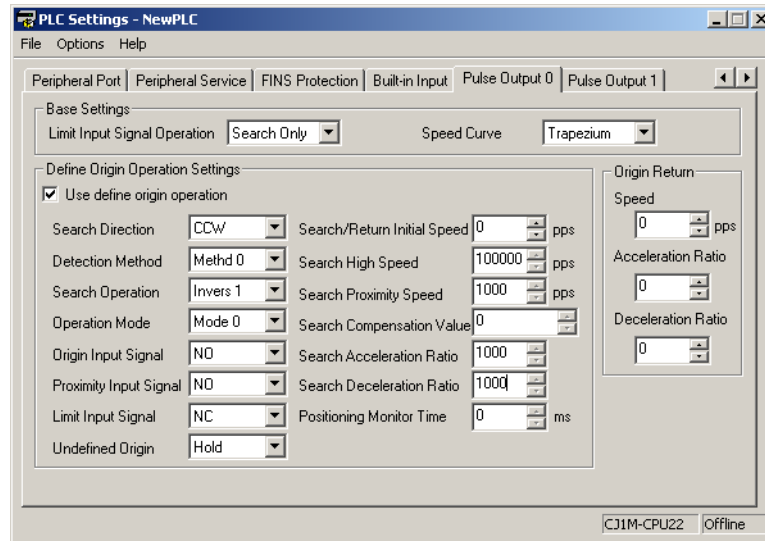 PLC Settings - NewPLC
File Options Help
Peripheral Port Peripheral Service FINS Protection Built-in Input Pulse Output 0 Pulse Output 1
Base Settings
Limit Input Signal Operation Search Only Speed Curve Trapezium
Define Origin Operation Settings
Use define origin operation
Search Direction CCW Search/Return Initial Speed 0 pps
Detection Method Methd 0 Search High Speed 100000 pps
Search Operation Invers 1 Search Proximity Speed 1000 pps
Operation Mode Mode 0 Search Compensation Value 0
Origin Input Signal NO Search Acceleration Ratio 1000
Proximity Input Signal NO Search Deceleration Ratio 1000
Limit Input Signal NC Positioning Monitor Time 0 ms
Undefined Origin Hold
Origin Return
Speed
0 pps
Acceleration Ratio
0
Deceleration Ratio
0
CJ1M-CPU22 Offline